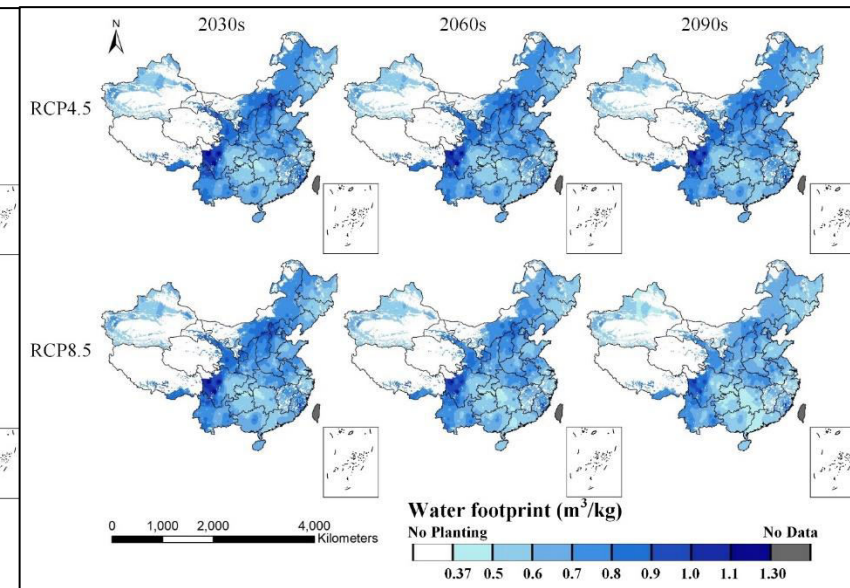 2030s 2060s 2090s
N
RCP4.5
RCP8.5
Water footprint (m³/kg)
No Planting No Data
0 1,000 2,000 4,000
Kilometers
0.37 0.5 0.6 0.7 0.8 0.9 1.0 1.1 1.30